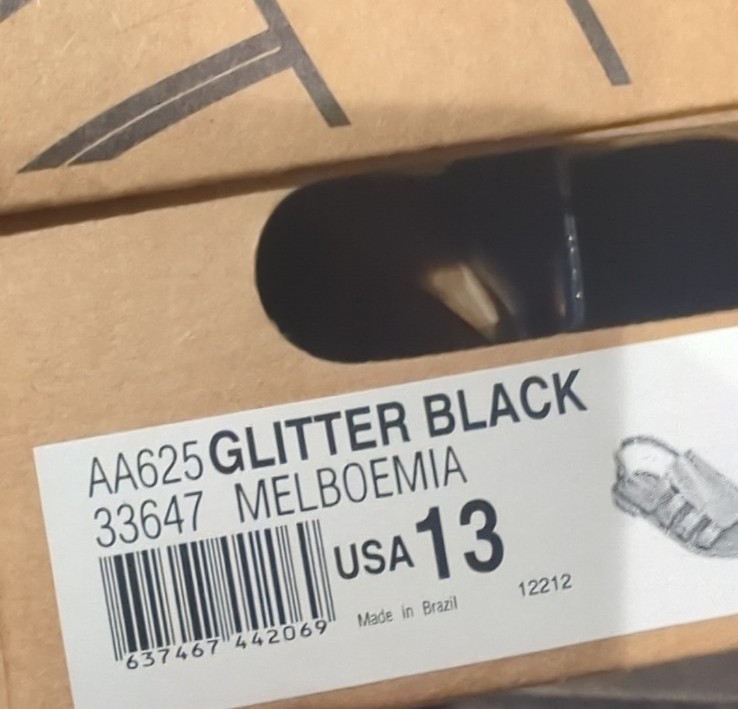 AA625 GLITTER BLACK
33647 MELBOEMIA
USA 13
Made in Brazil 12212
637467 442069